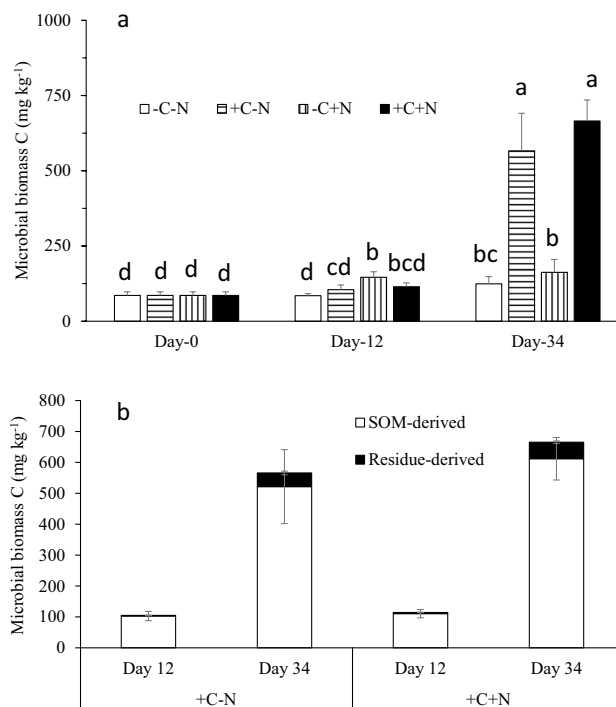 a
1000
750
500
250
0
Microbial biomass C (mg kg⁻¹)
-C-N +C-N -C+N +C+N
d d d d
d cd b bcd
bc a b a
Day-0 Day-12 Day-34
b
800
700
600
500
400
300
200
100
0
Microbial biomass C (mg kg⁻¹)
SOM-derived
Residue-derived
Day 12 Day 34 Day 12 Day 34
+C-N +C+N